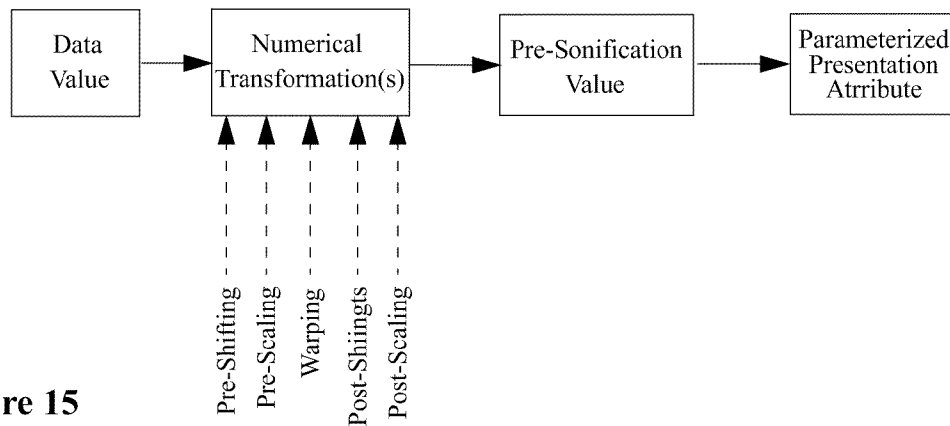 Data
Value
Numerical
Transformation(s)
Pre-Sonification
Value
Parameterized
Presentation
Atrribute
Pre-Shifting
Pre-Scaling
Warping
Post-Shiingts
Post-Scaling
re 15